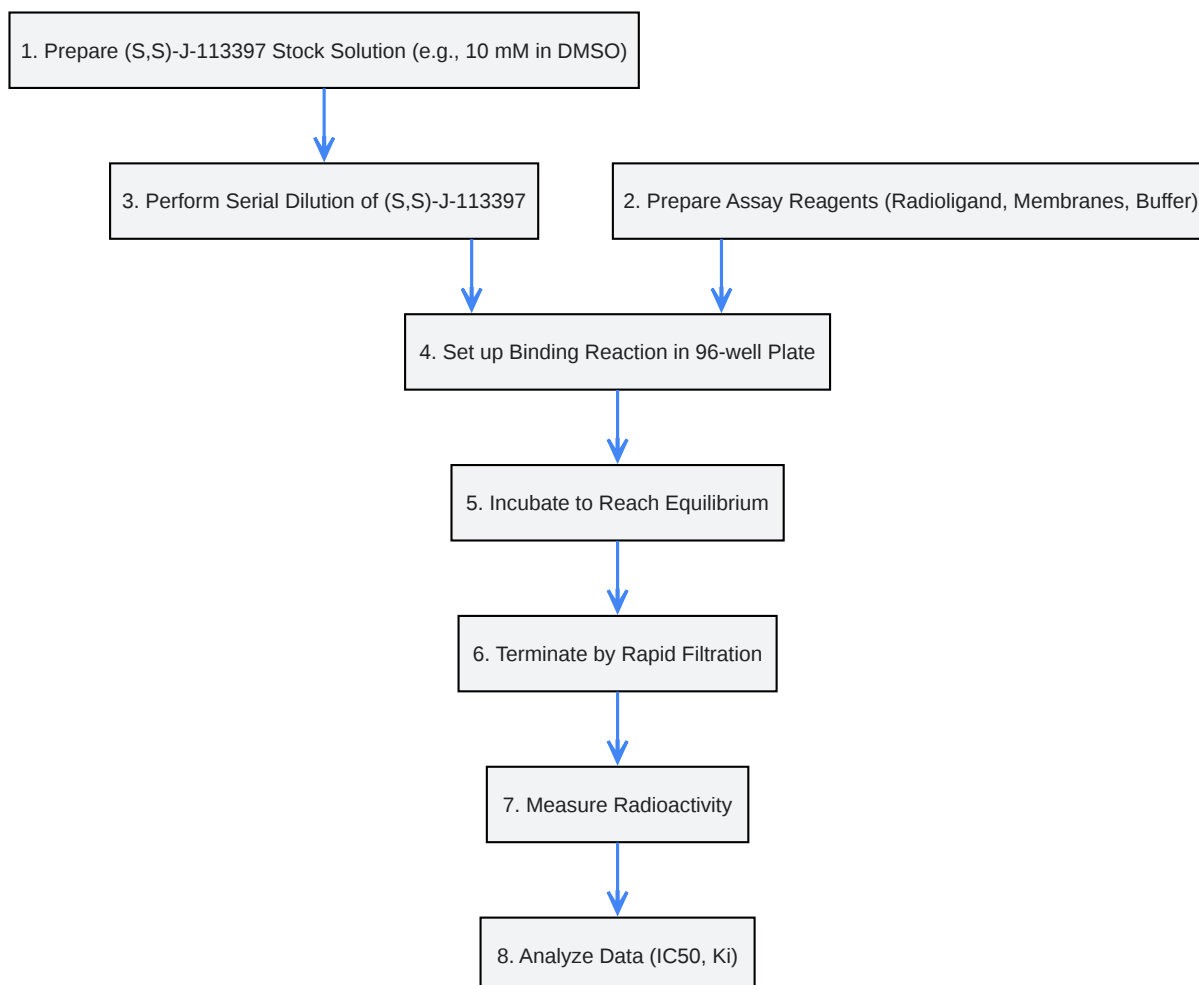 1. Prepare (S,S)-J-113397 Stock Solution (e.g., 10 mM in DMSO)
3. Perform Serial Dilution of (S,S)-J-113397
2. Prepare Assay Reagents (Radioligand, Membranes, Buffer)
4. Set up Binding Reaction in 96-well Plate
5. Incubate to Reach Equilibrium
6. Terminate by Rapid Filtration
7. Measure Radioactivity
8. Analyze Data (IC50, Ki)